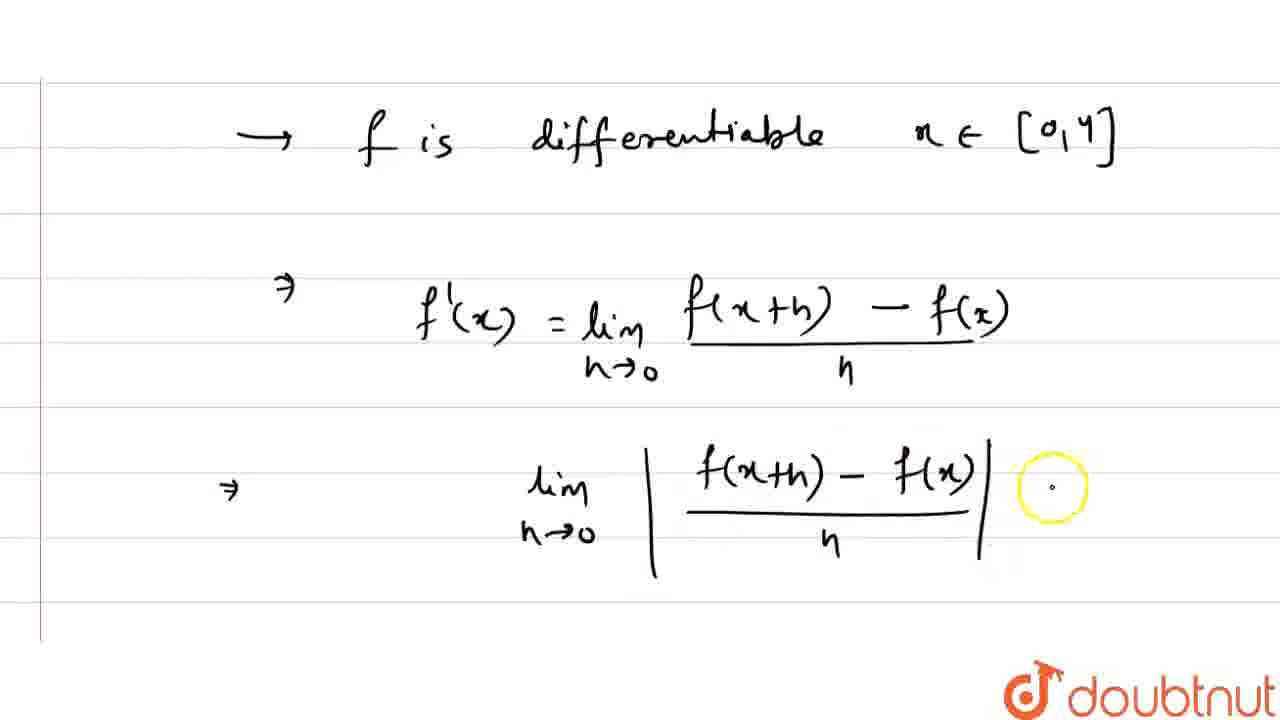 → f is differentiable x ∈ [0,4]
⇒ f'(x) = lim h→0 f(x+h) - f(x) / h
⇒ lim h→0 | f(x+h) - f(x) / h |
doubtnut